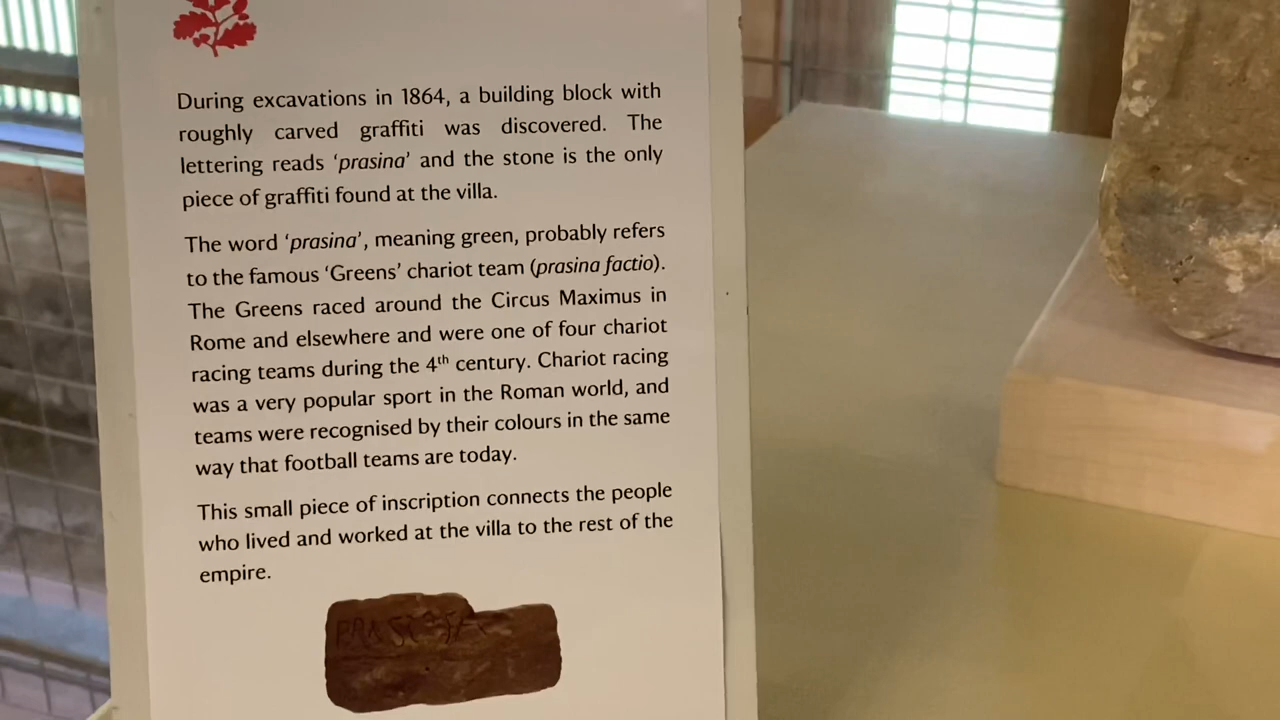 During excavations in 1864, a building block with
roughly carved graffiti was discovered. The
lettering reads ‘prasina’ and the stone is the only
piece of graffiti found at the villa.
The word ‘prasina’, meaning green, probably refers
to the famous ‘Greens’ chariot team (prasina factio).
The Greens raced around the Circus Maximus in
Rome and elsewhere and were one of four chariot
racing teams during the 4th century. Chariot racing
was a very popular sport in the Roman world, and
teams were recognised by their colours in the same
way that football teams are today.
This small piece of inscription connects the people
who lived and worked at the villa to the rest of the
empire.